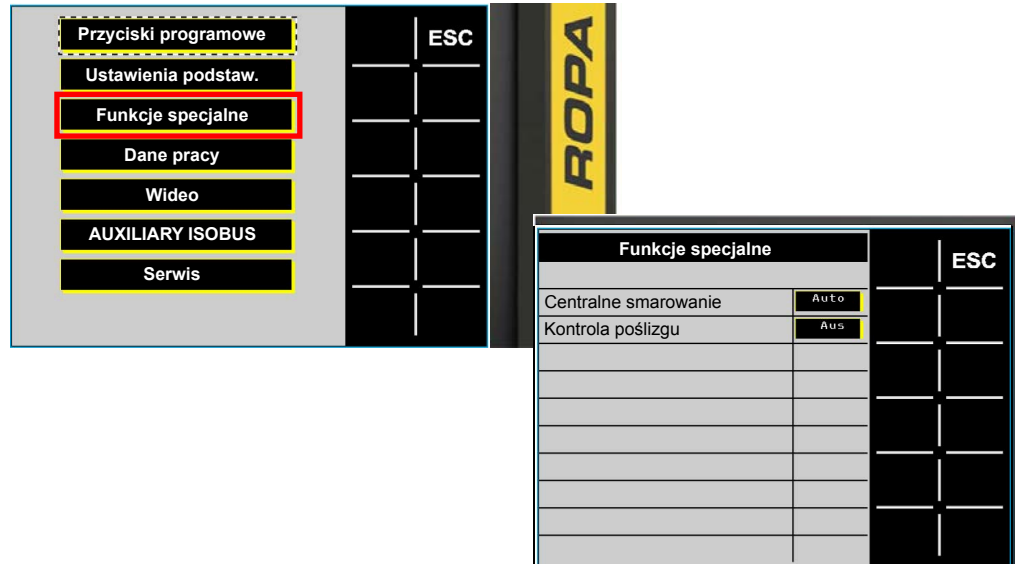 Przyciski programowe
ESC
Ustawienia podstaw.
Funkcje specjalne
Dane pracy
Wideo
AUXILIARY ISOBUS
Serwis
ROPA
Funkcje specjalne
ESC
Centralne smarowanie Auto
Kontrola poślizgu Aus